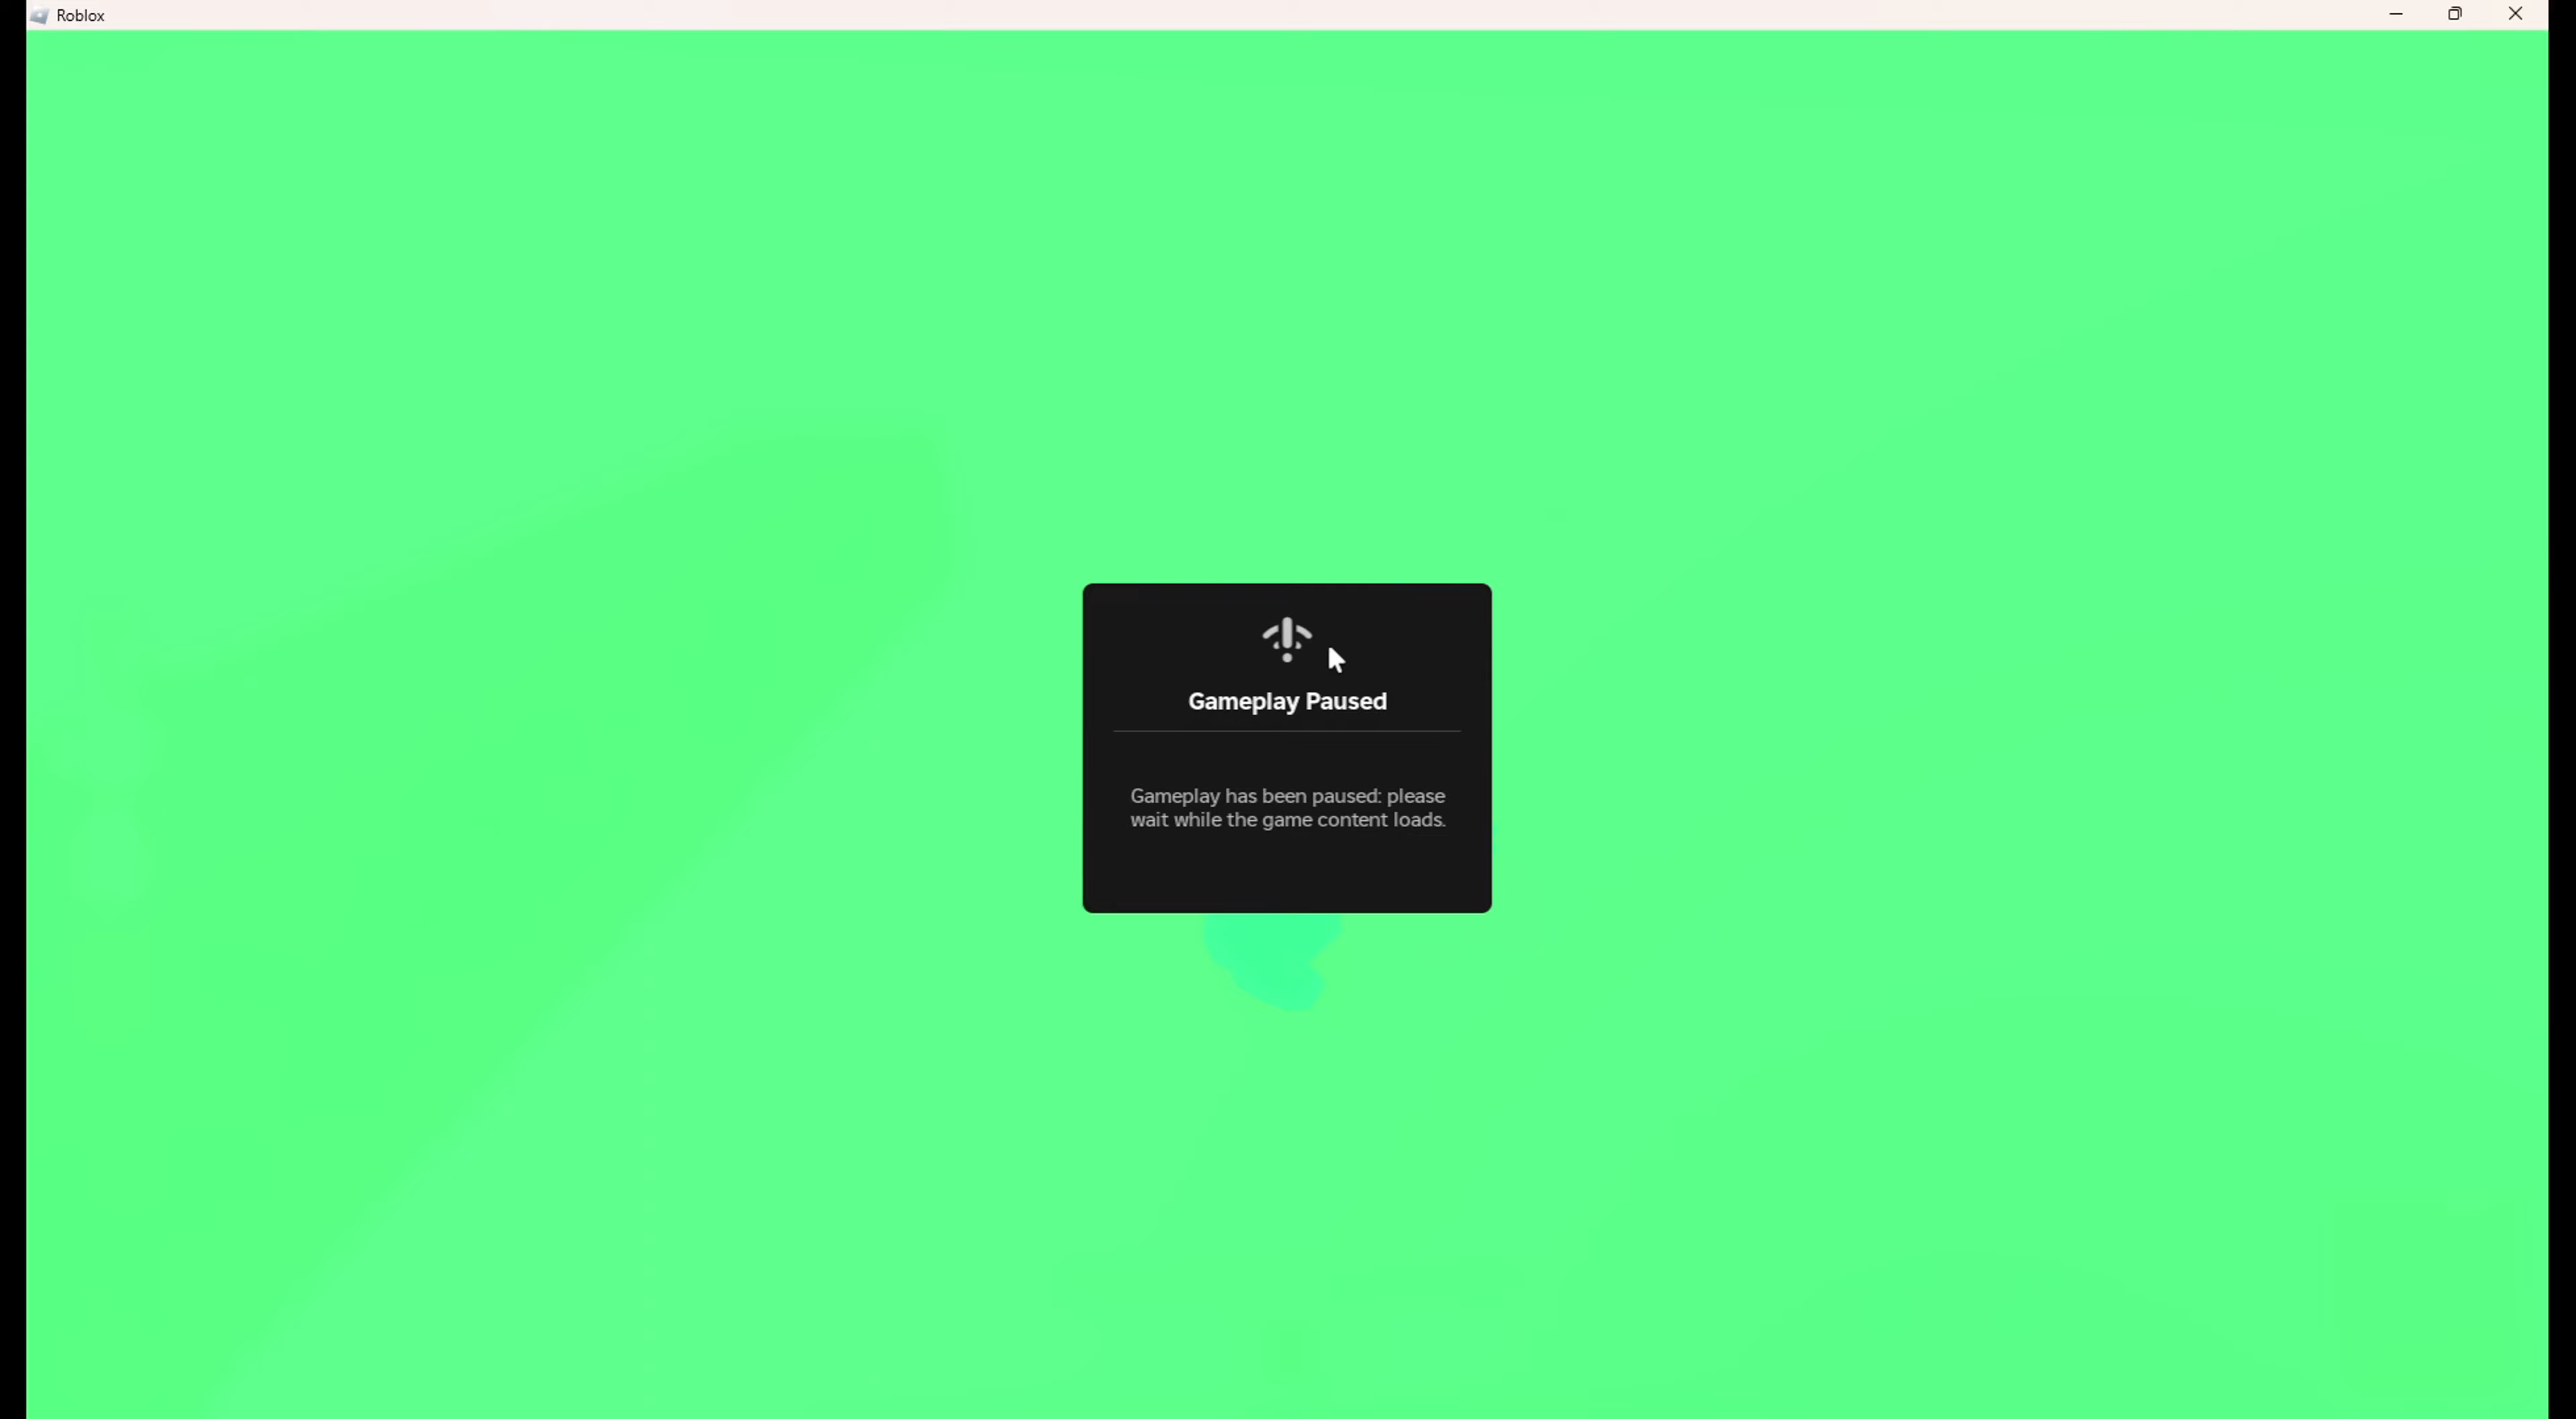 Roblox
Gameplay Paused
Gameplay has been paused: please
wait while the game content loads.